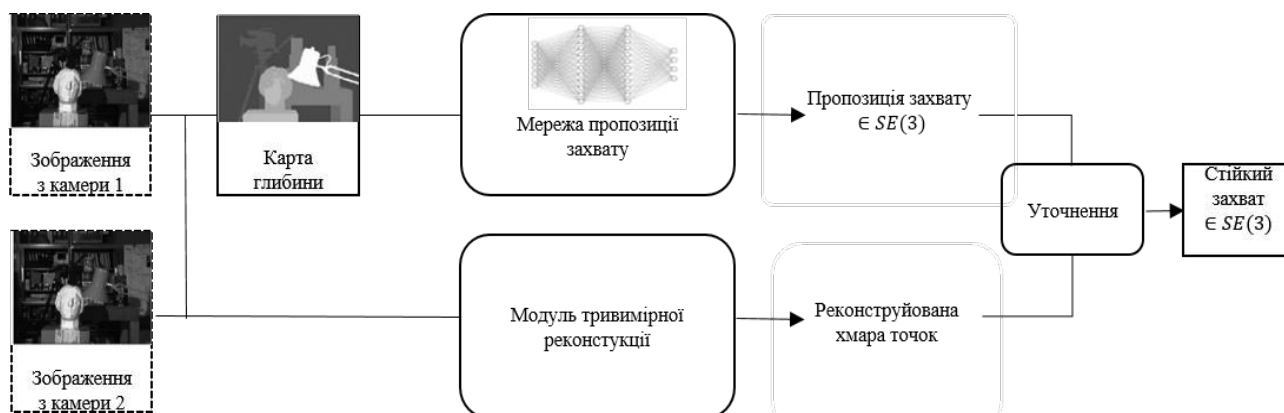 Зображення
з камери 1
Карта
глибини
Мережа пропозиції
захвату
Пропозиція захвату
∈ SE(3)
Уточнення
Стійкий
захват
∈ SE(3)
Зображення
з камери 2
Модуль тривимірної
реконстукції
Реконструйована
хмара точок